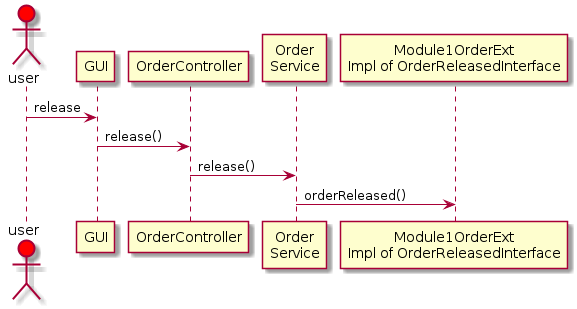 user
GUI
OrderController
Order
Service
Module1OrderExt
Impl of OrderReleasedInterface
release
release()
release()
orderReleased()
user
GUI
OrderController
Order
Service
Module1OrderExt
Impl of OrderReleasedInterface